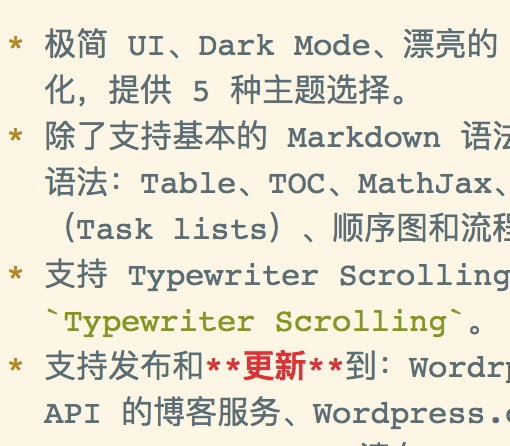 * 极简 UI、Dark Mode、漂亮的
化，提供 5 种主题选择。
* 除了支持基本的 Markdown 语法
语法：Table、TOC、MathJax、
（Task lists）、顺序图和流程
* 支持 Typewriter Scrolling
`Typewriter Scrolling`。
* 支持发布和**更新**到：Wordrp
API 的博客服务、Wordpress.